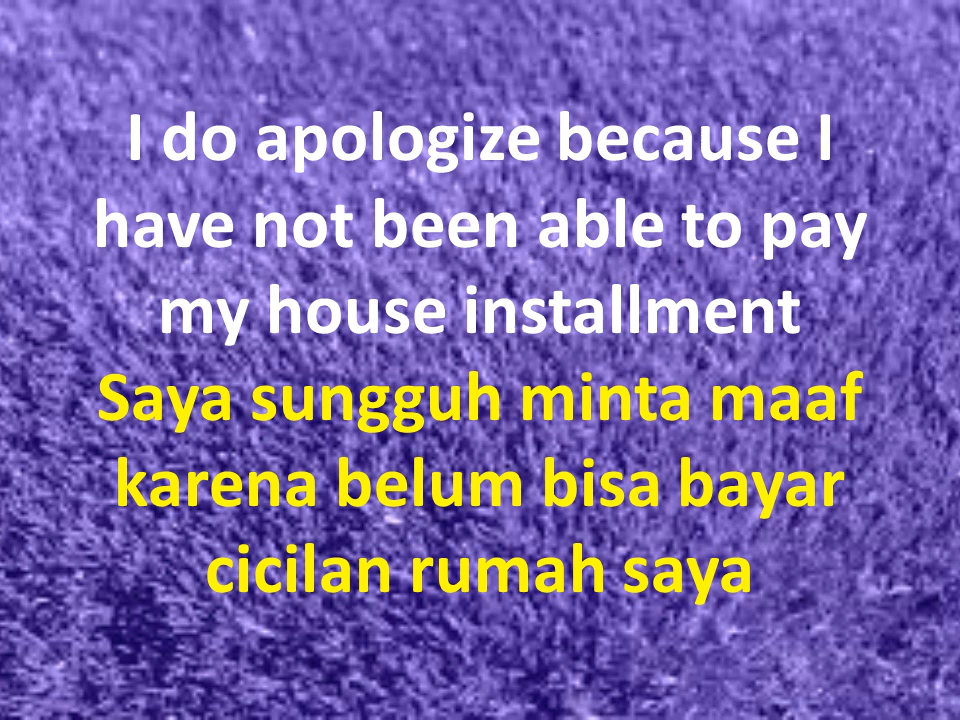 I do apologize because I
have not been able to pay
my house installment
Saya sungguh minta maaf
karena belum bisa bayar
cicilan rumah saya